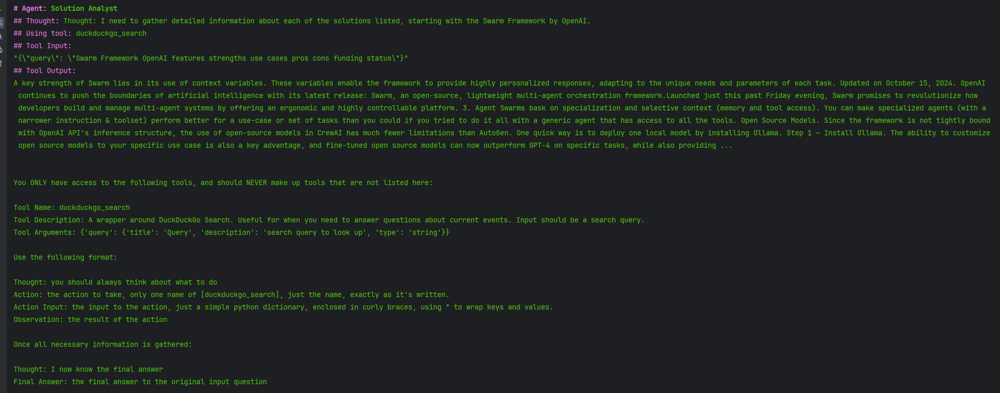 # Agent: Solution Analyst
## Thought: Thought: I need to gather detailed information about each of the solutions listed, starting with the Swarm Framework by OpenAI.
## Using tool: duckduckgo_search
## Tool Input:
"{\"query\": \"Swarm Framework OpenAI features strengths use cases pros cons funding status\"}"
## Tool Output:
A key strength of Swarm lies in its use of context variables. These variables enable the framework to provide highly personalized responses, adapting to the unique needs and parameters of each task. Updated on October 15, 2024. OpenAI
continues to push the boundaries of artificial intelligence with its latest release: Swarm, an open-source, lightweight multi-agent orchestration framework.Launched just this past Friday evening, Swarm promises to revolutionize how
developers build and manage multi-agent systems by offering an ergonomic and highly controllable platform. 3. Agent Swarms bask on specialization and selective context (memory and tool access). You can make specialized agents (with a
narrower instruction & toolset) perform better for a use-case or set of tasks than you could if you tried to do it all with a generic agent that has access to all the tools. Open Source Models. Since the framework is not tightly bound
with OpenAI API's inference structure, the use of open-source models in CrewAI has much fewer limitations than AutoGen. One quick way is to deploy one local model by installing Ollama. Step 1 — Install Ollama. The ability to customize
open source models to your specific use case is also a key advantage, and fine-tuned open source models can now outperform GPT-4 on specific tasks, while also providing ...
You ONLY have access to the following tools, and should NEVER make up tools that are not listed here:
Tool Name: duckduckgo_search
Tool Description: A wrapper around DuckDuckGo Search. Useful for when you need to answer questions about current events. Input should be a search query.
Tool Arguments: {'query': {'title': 'Query', 'description': 'search query to look up', 'type': 'string'}}
Use the following format:
Thought: you should always think about what to do
Action: the action to take, only one name of [duckduckgo_search], just the name, exactly as it's written.
Action Input: the input to the action, just a simple python dictionary, enclosed in curly braces, using " to wrap keys and values.
Observation: the result of the action
Once all necessary information is gathered:
Thought: I now know the final answer
Final Answer: the final answer to the original input question